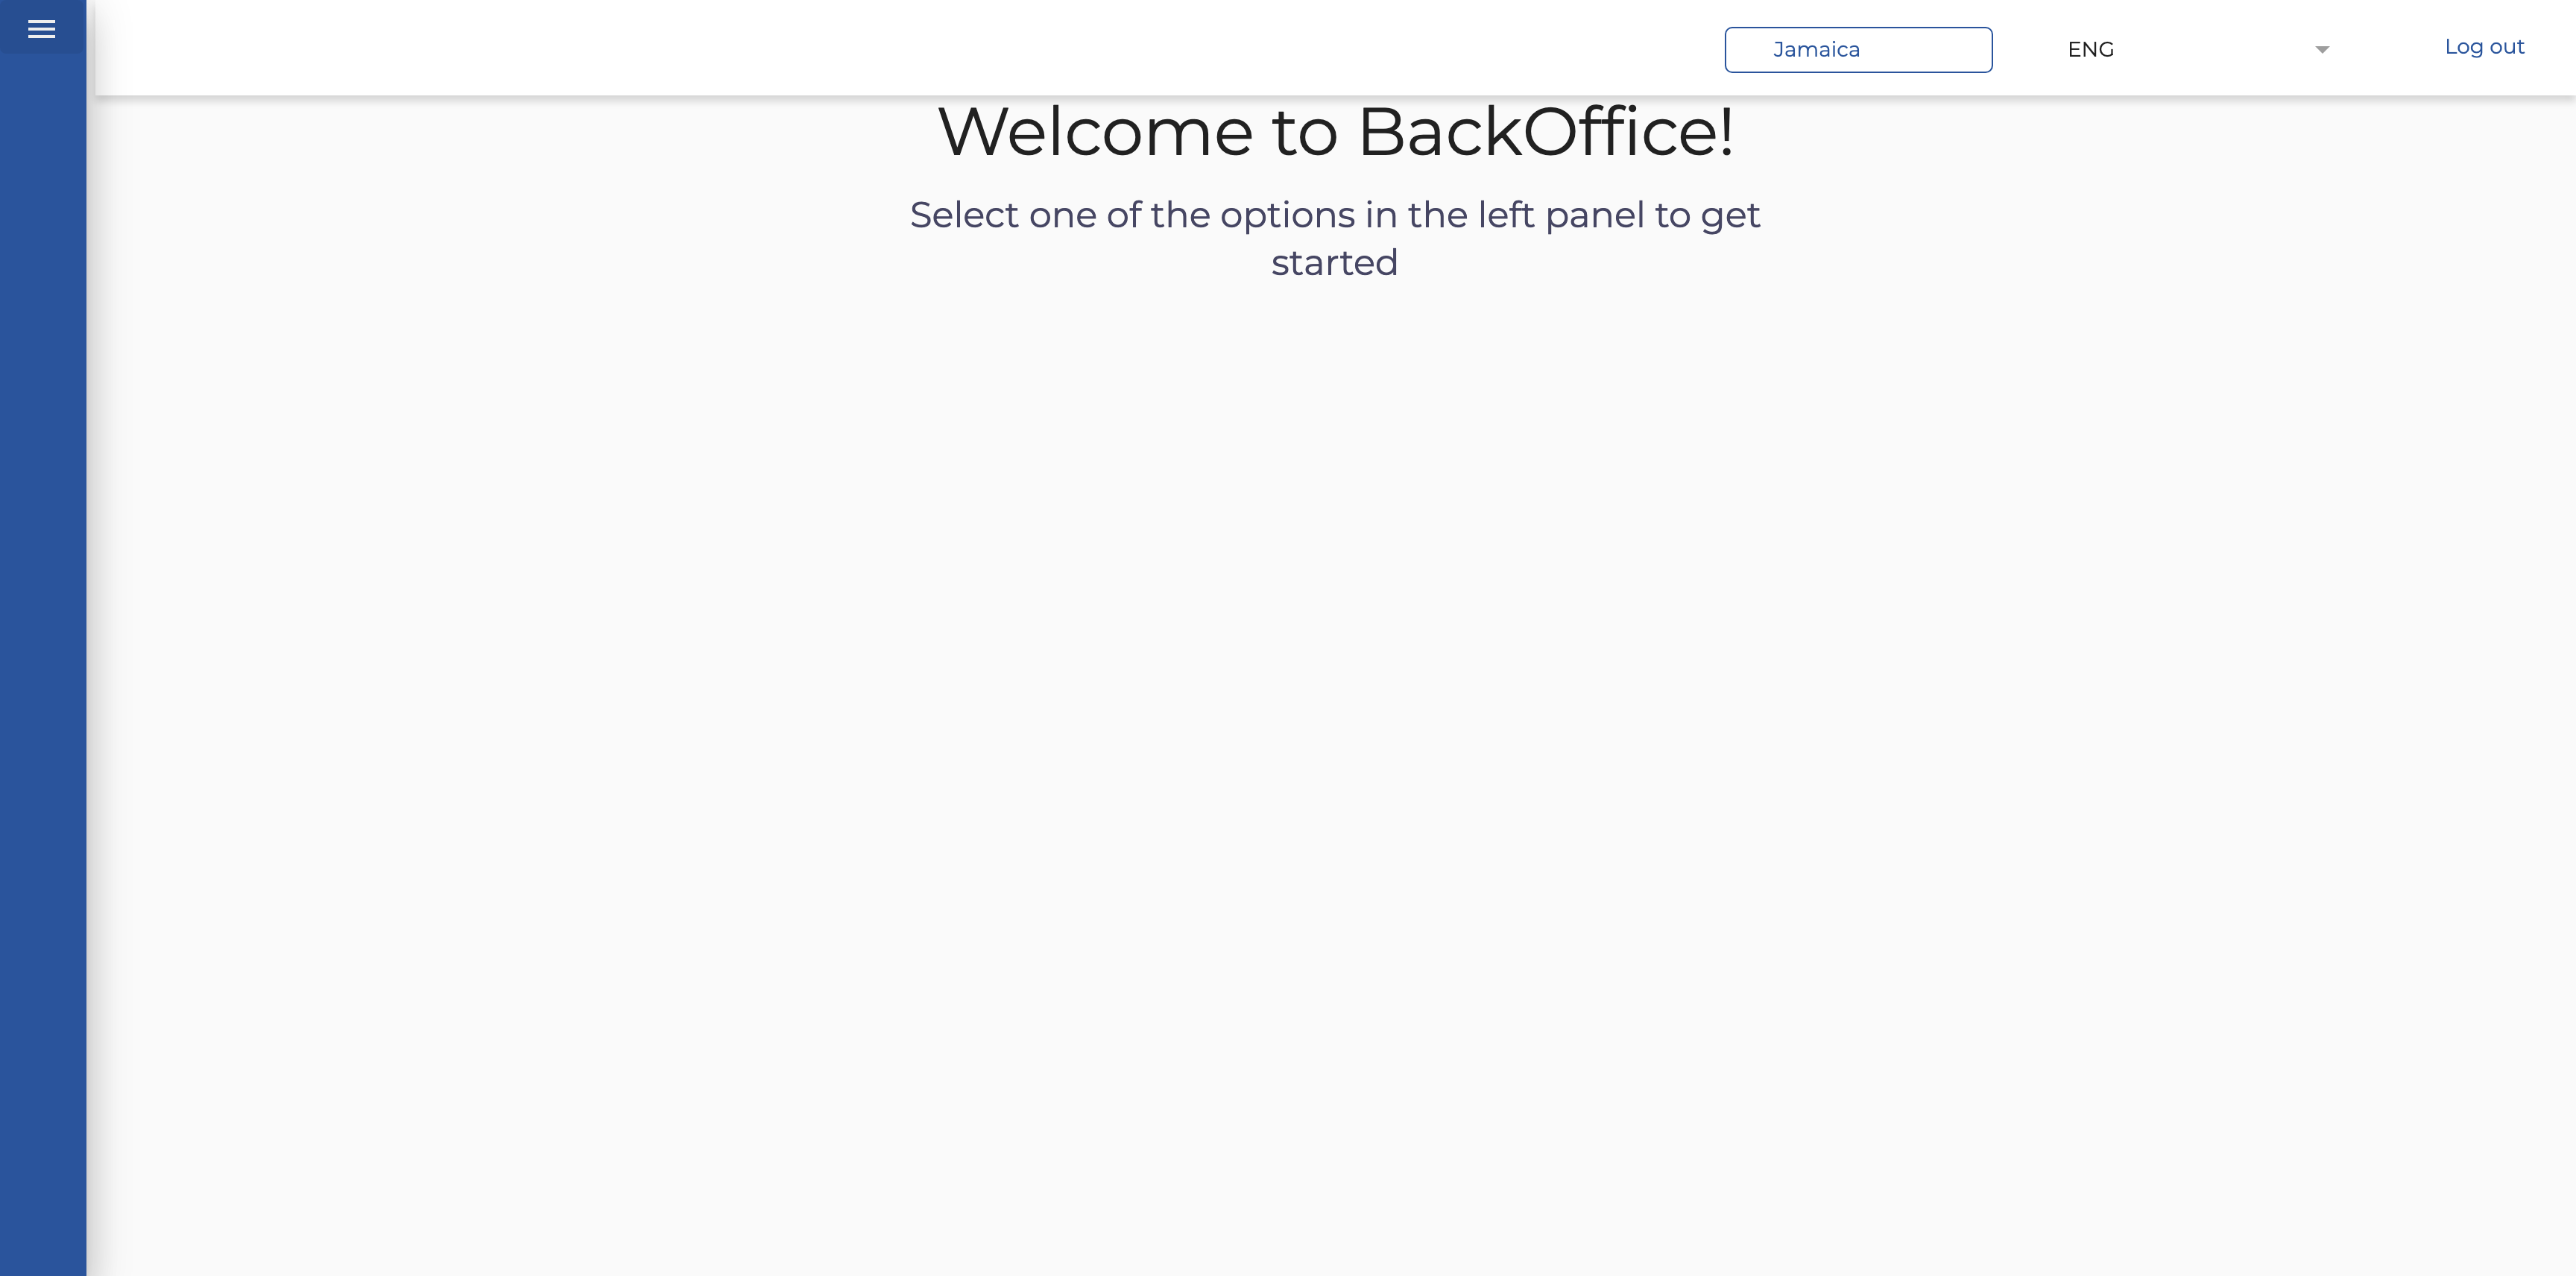 Jamaica
ENG
Log out
Welcome to BackOffice!
Select one of the options in the left panel to get
started